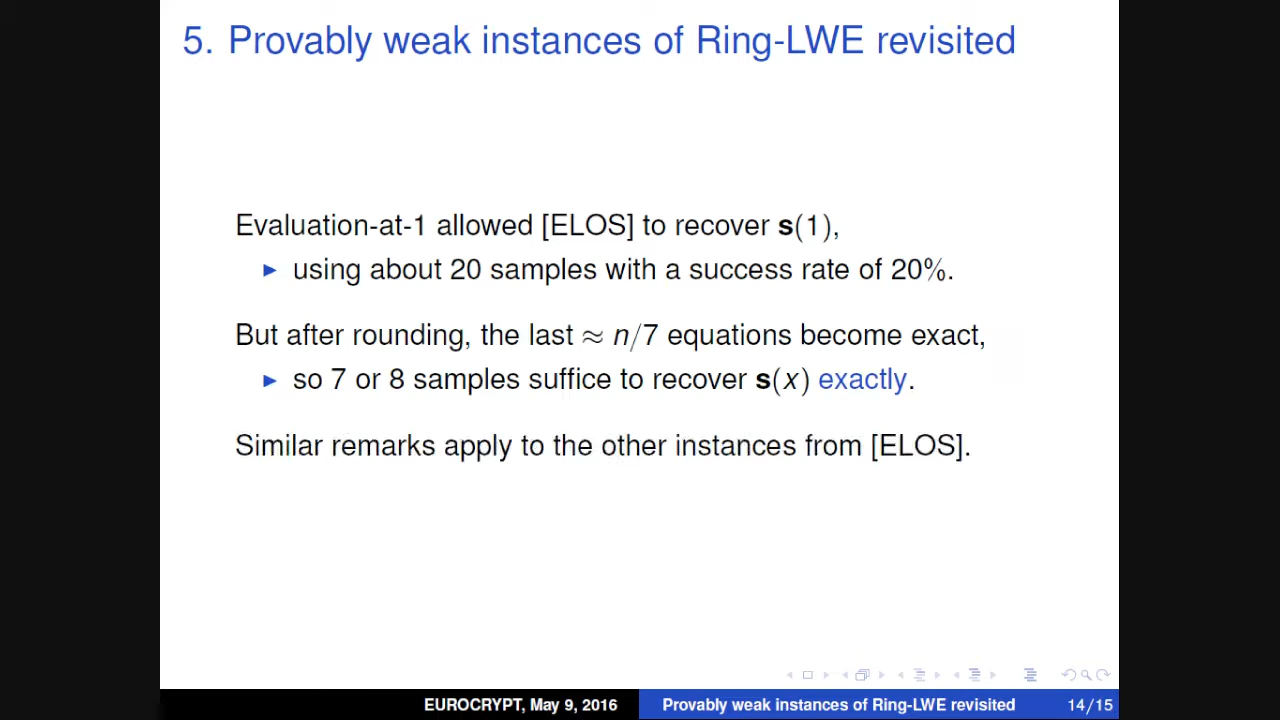 5. Provably weak instances of Ring-LWE revisited
Evaluation-at-1 allowed [ELOS] to recover s(1),
► using about 20 samples with a success rate of 20%.
But after rounding, the last ≈ n/7 equations become exact,
► so 7 or 8 samples suffice to recover s(x) exactly.
Similar remarks apply to the other instances from [ELOS].
EUROCRYPT, May 9, 2016 Provably weak instances of Ring-LWE revisited 14/15